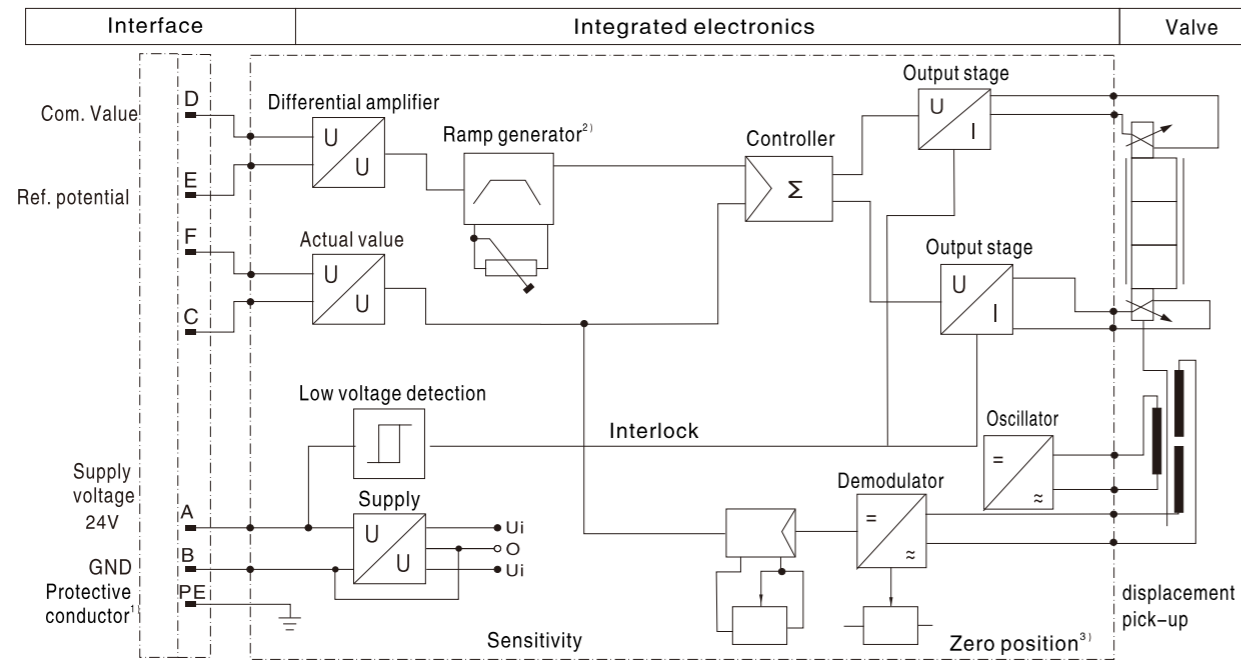 Interface
Integrated electronics
Valve
Com. Value
D
Differential amplifier
U
U
Ramp generator²⁾
Controller
Σ
Output stage
U
I
Ref. potential
E
F
Actual value
U
U
C
Output stage
U
I
Low voltage detection
Interlock
Oscillator
=
≈
Supply
voltage
24V
A
Supply
U
U
Ui
O
Ui
Demodulator
=
≈
B
GND
Protective
conductor¹⁾
PE
Sensitivity
Zero position³⁾
displacement
pick-up